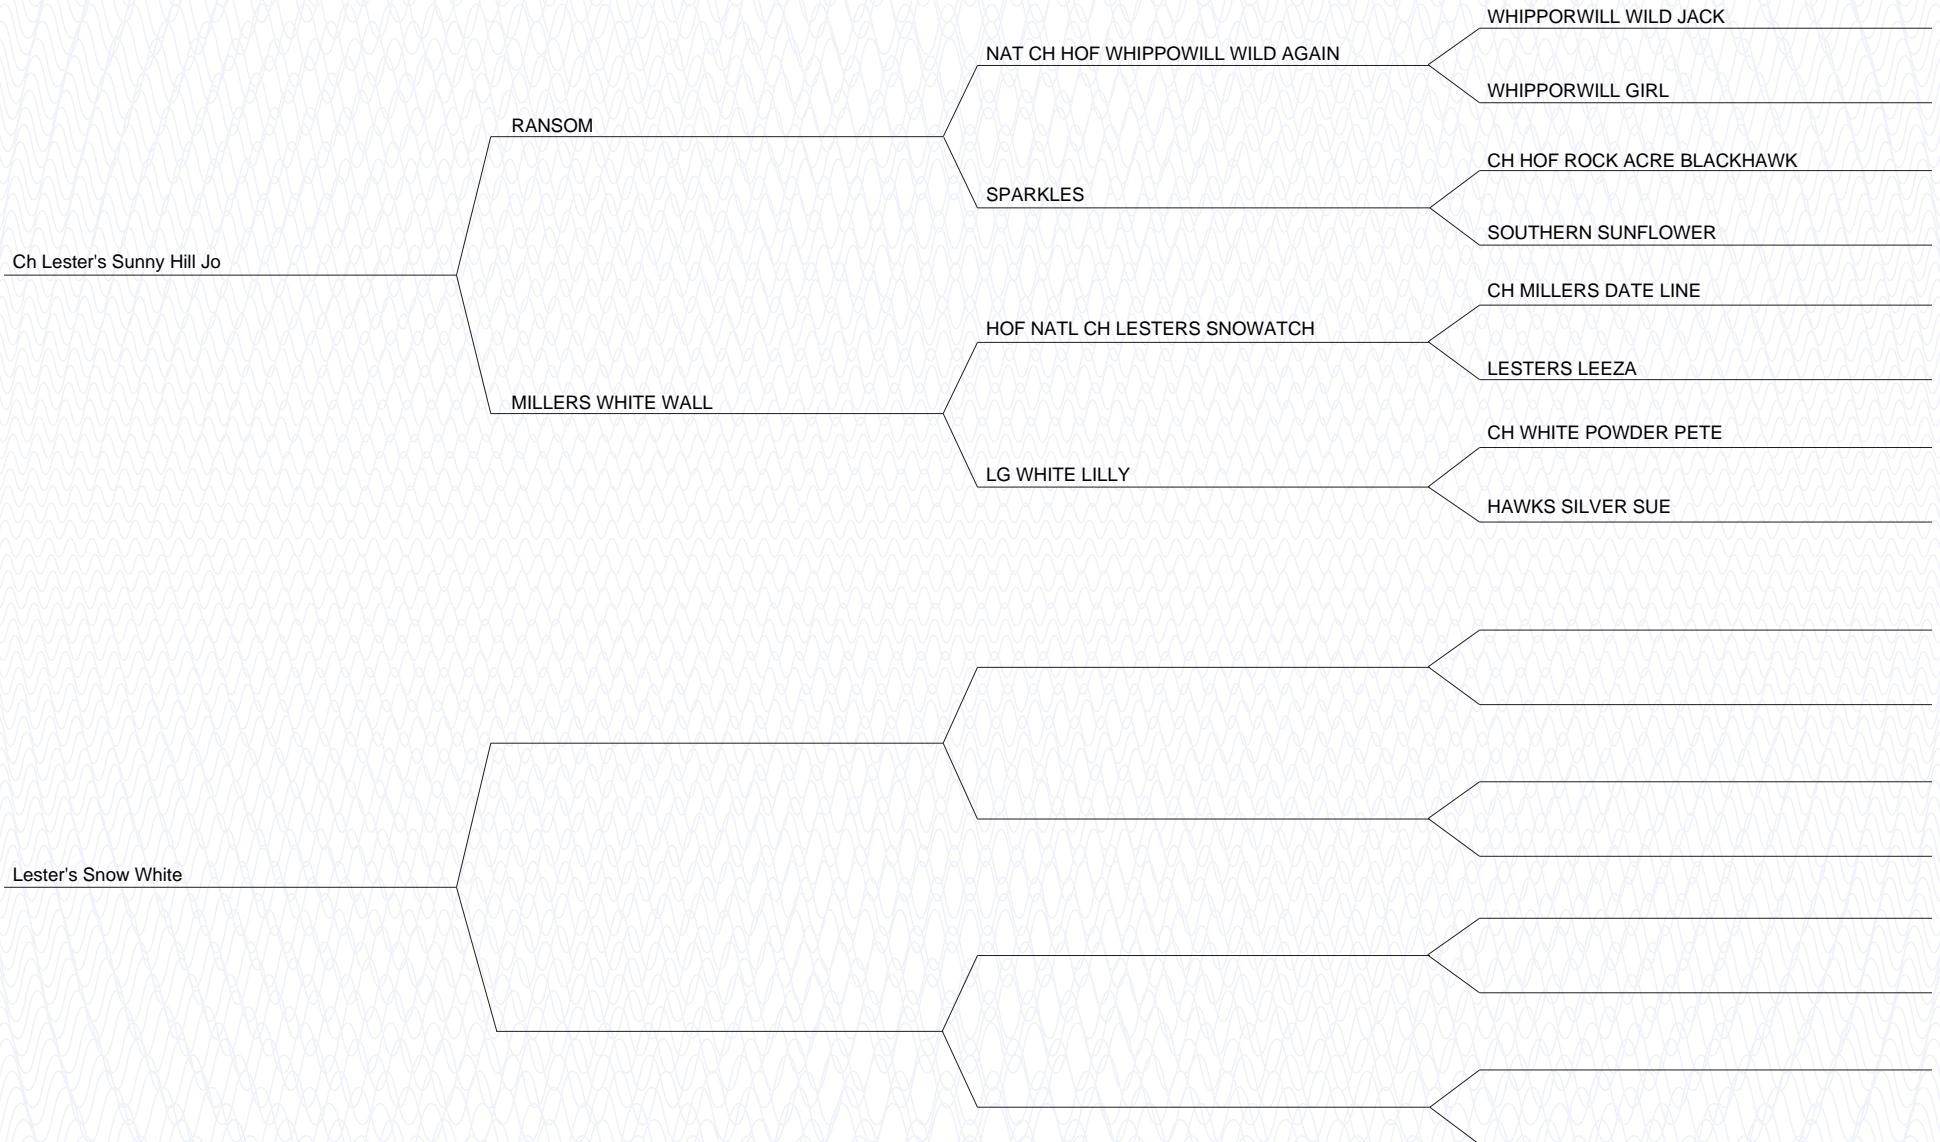 WHIPPORWILL WILD JACK
NAT CH HOF WHIPPOWILL WILD AGAIN
WHIPPORWILL GIRL
RANSOM
CH HOF ROCK ACRE BLACKHAWK
SPARKLES
SOUTHERN SUNFLOWER
Ch Lester's Sunny Hill Jo
CH MILLERS DATE LINE
HOF NATL CH LESTERS SNOWATCH
LESTERS LEEZA
MILLERS WHITE WALL
CH WHITE POWDER PETE
LG WHITE LILLY
HAWKS SILVER SUE
Lester's Snow White